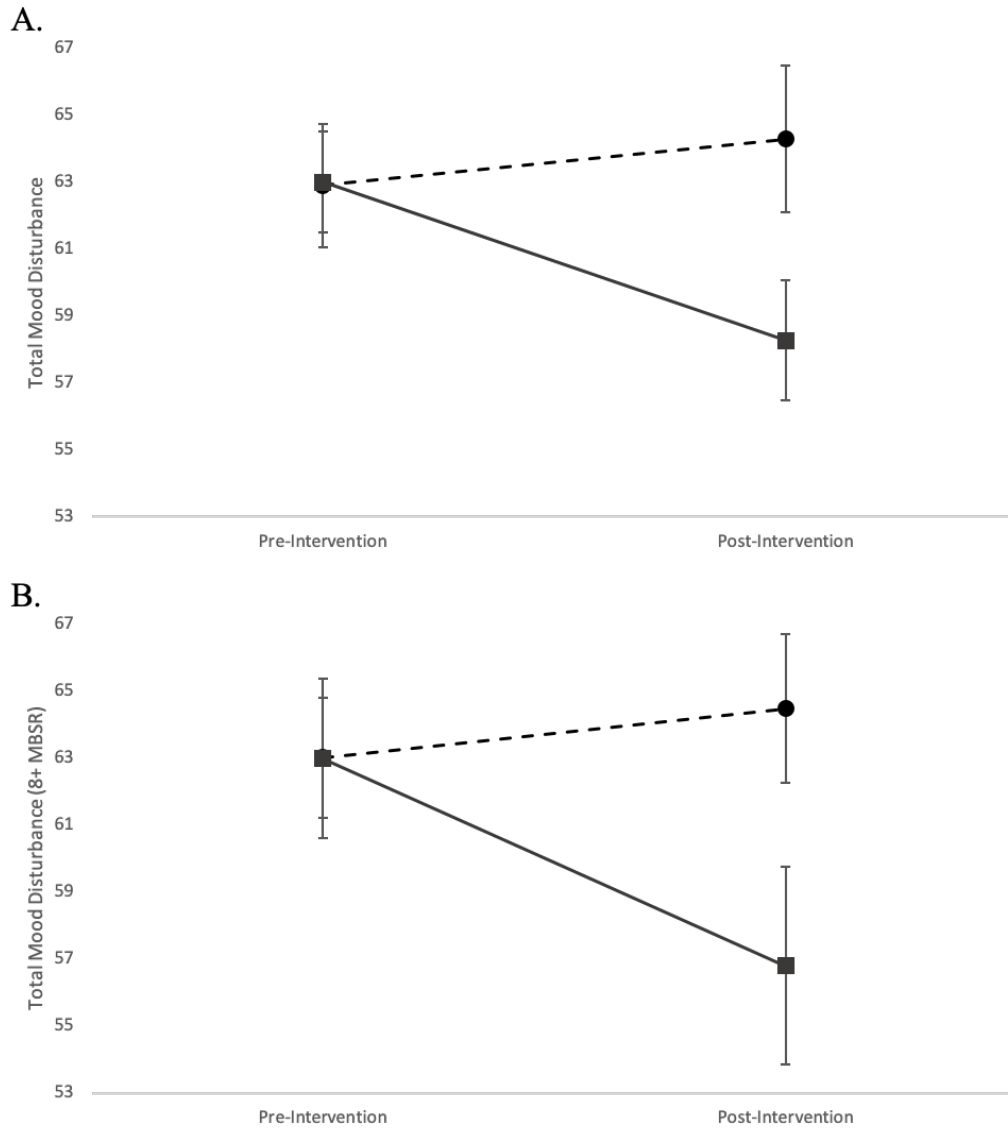 A.
67
65
63
61
59
57
55
53
Total Mood Disturbance
Pre-Intervention
Post-Intervention
B.
67
65
63
61
59
57
55
53
Total Mood Disturbance (8+ MBSR)
Pre-Intervention
Post-Intervention